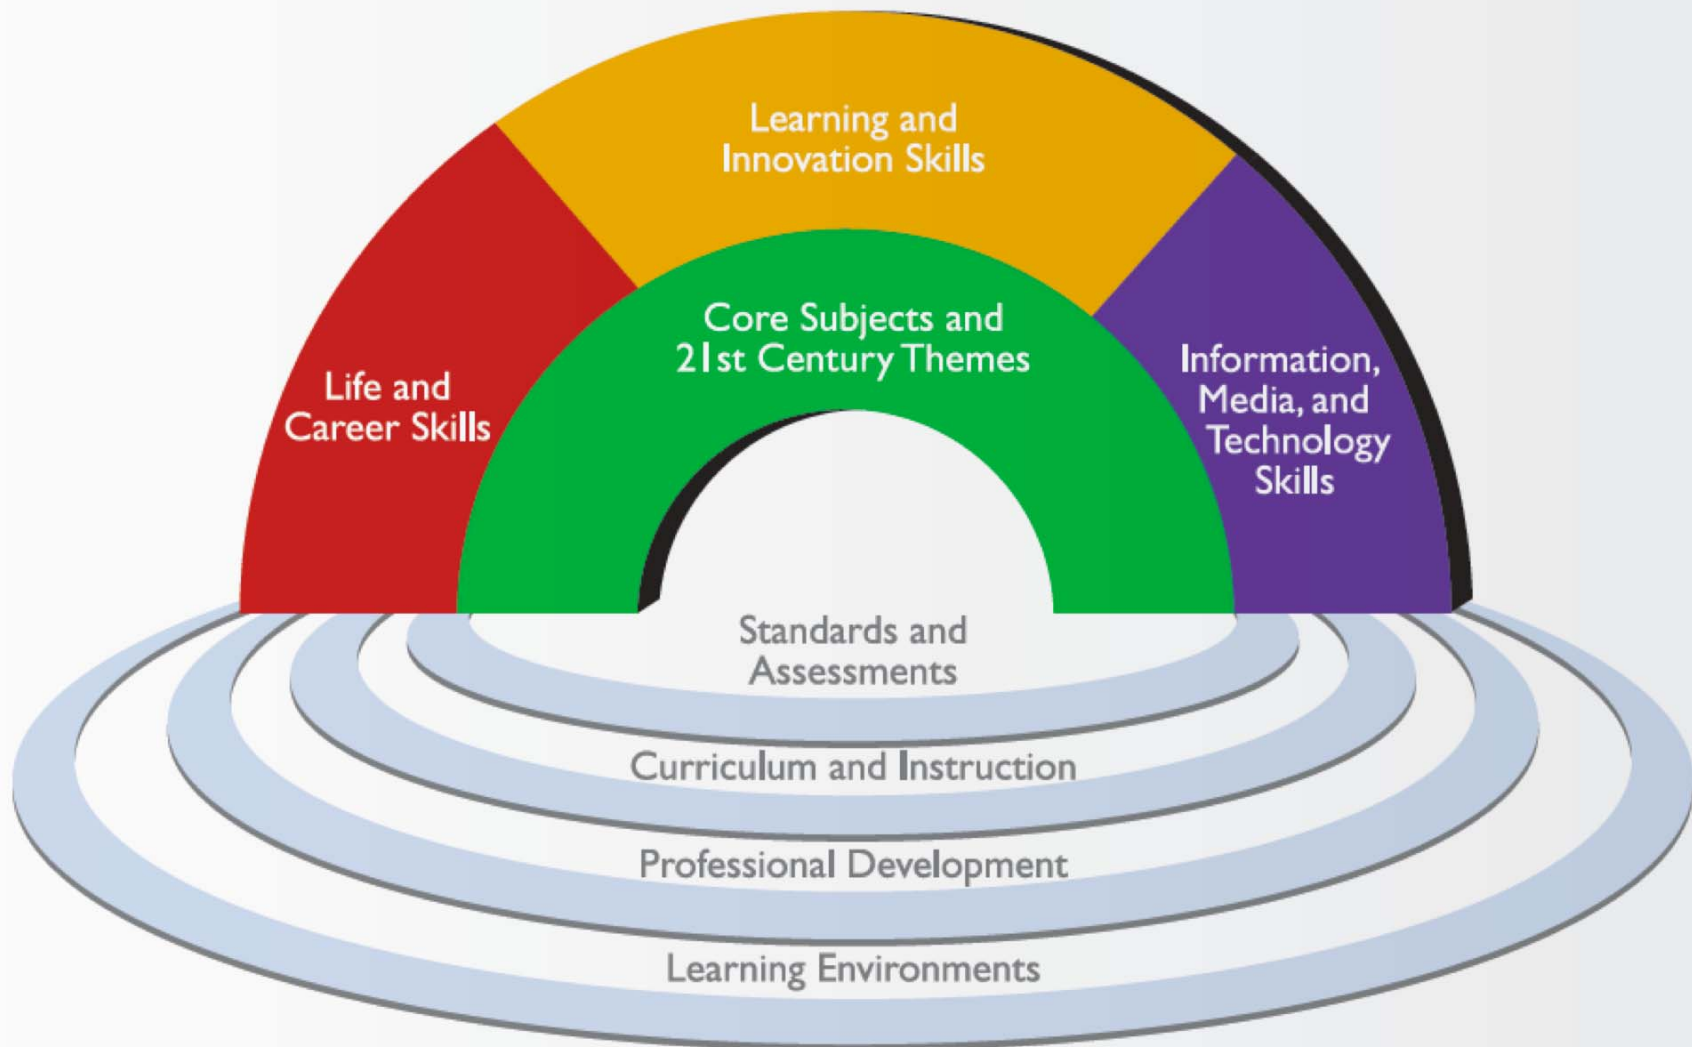 Learning and
Innovation Skills
Core Subjects and
21st Century Themes
Life and
Career Skills
Information,
Media, and
Technology
Skills
Standards and
Assessments
Curriculum and Instruction
Professional Development
Learning Environments